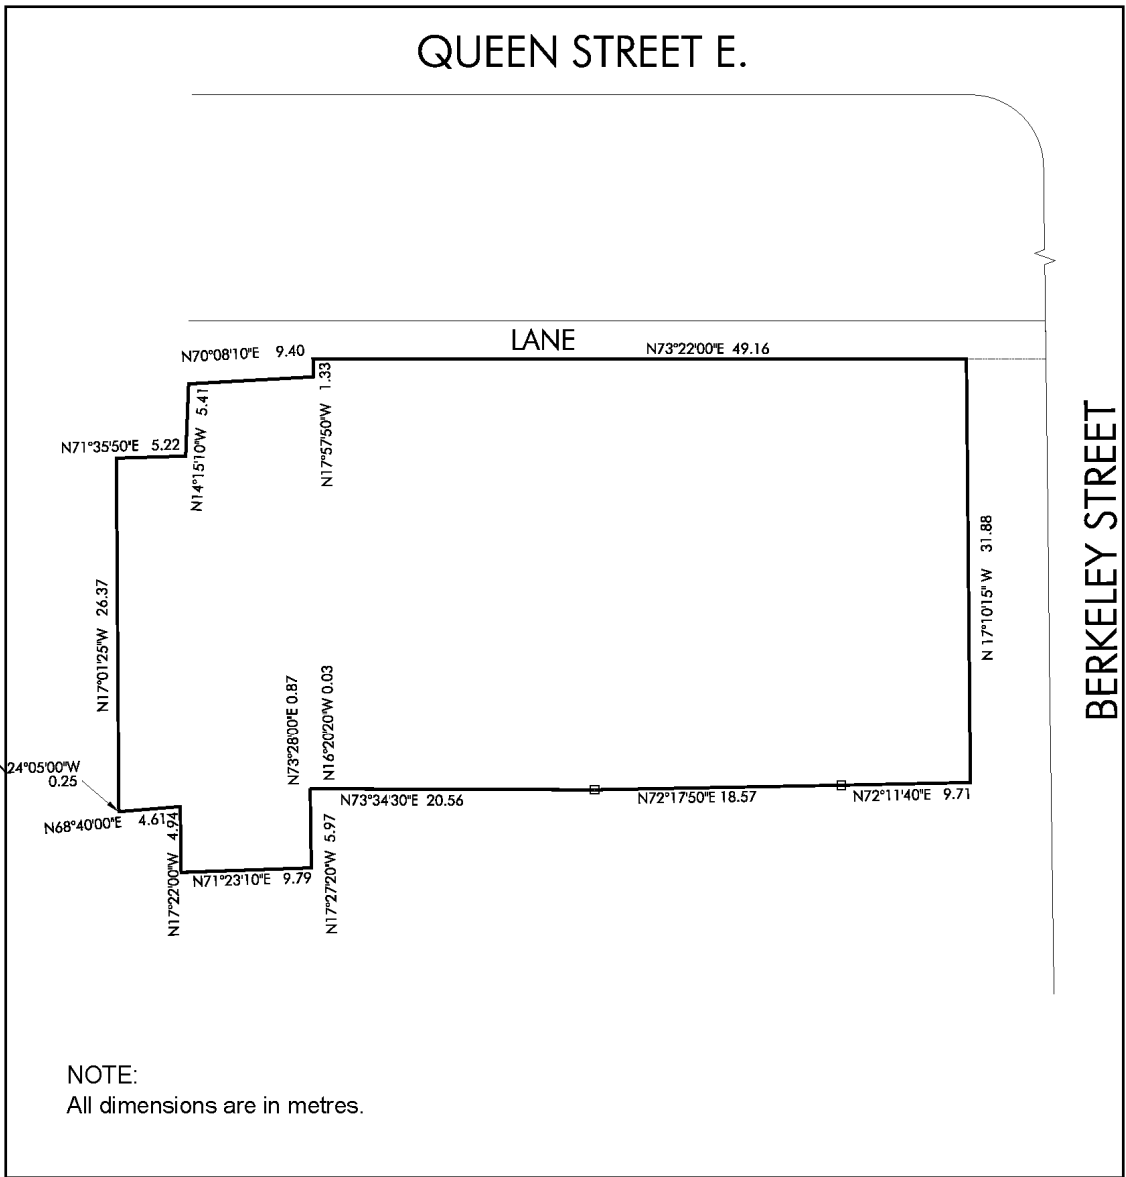 QUEEN STREET E.
LANE
N70°08'10"E 9.40
N73°22'00"E 49.16
N17°57'50"W 1.33
N14°15'10"W 5.41
N71°35'50"E 5.22
BERKELEY STREET
N 17°10'15" W 31.88
N17°01'25"W 26.37
N73°28'00"E 0.87
N16°20'20"W 0.03
24°05'00"W
0.25
N73°34'30"E 20.56
N72°17'50"E 18.57
N72°11'40"E 9.71
N68°40'00"E 4.61
N17°22'00"W 4.94
N71°23'10"E 9.79
N17°27'20"W 5.97
NOTE:
All dimensions are in metres.